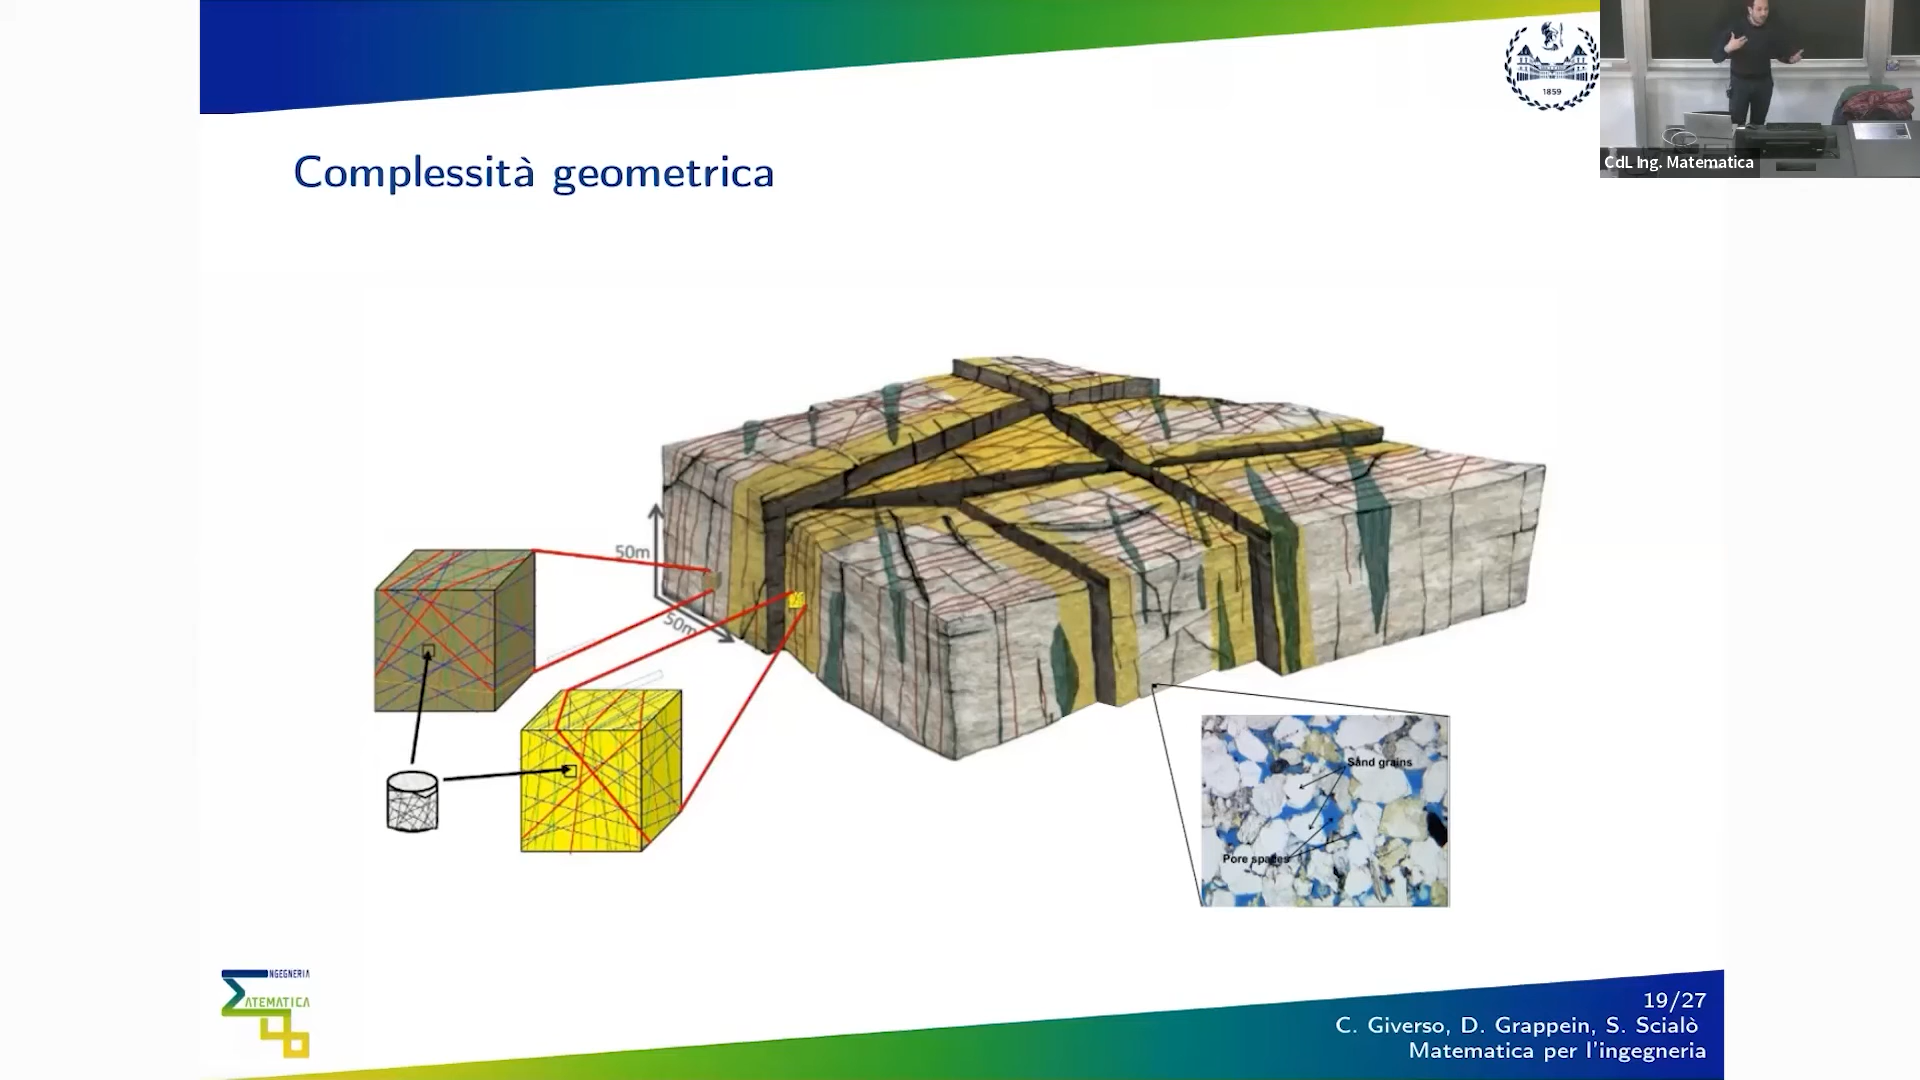 1859
CdL Ing. Matematica
Complessità geometrica
50m
50m
Sand grains
Pore spaces
INGEGNERIA
MATEMATICA
19/27
C. Giverso, D. Grappein, S. Scialò
Matematica per l'ingegneria